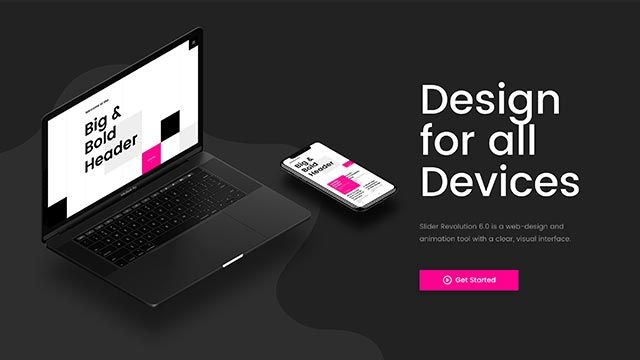 Big &
Bold
Header
Big &
Bold
Header
Design
for all
Devices
Slider Revolution 6.0 is a web-design and
animation tool with a clear, visual interface.
Get Started